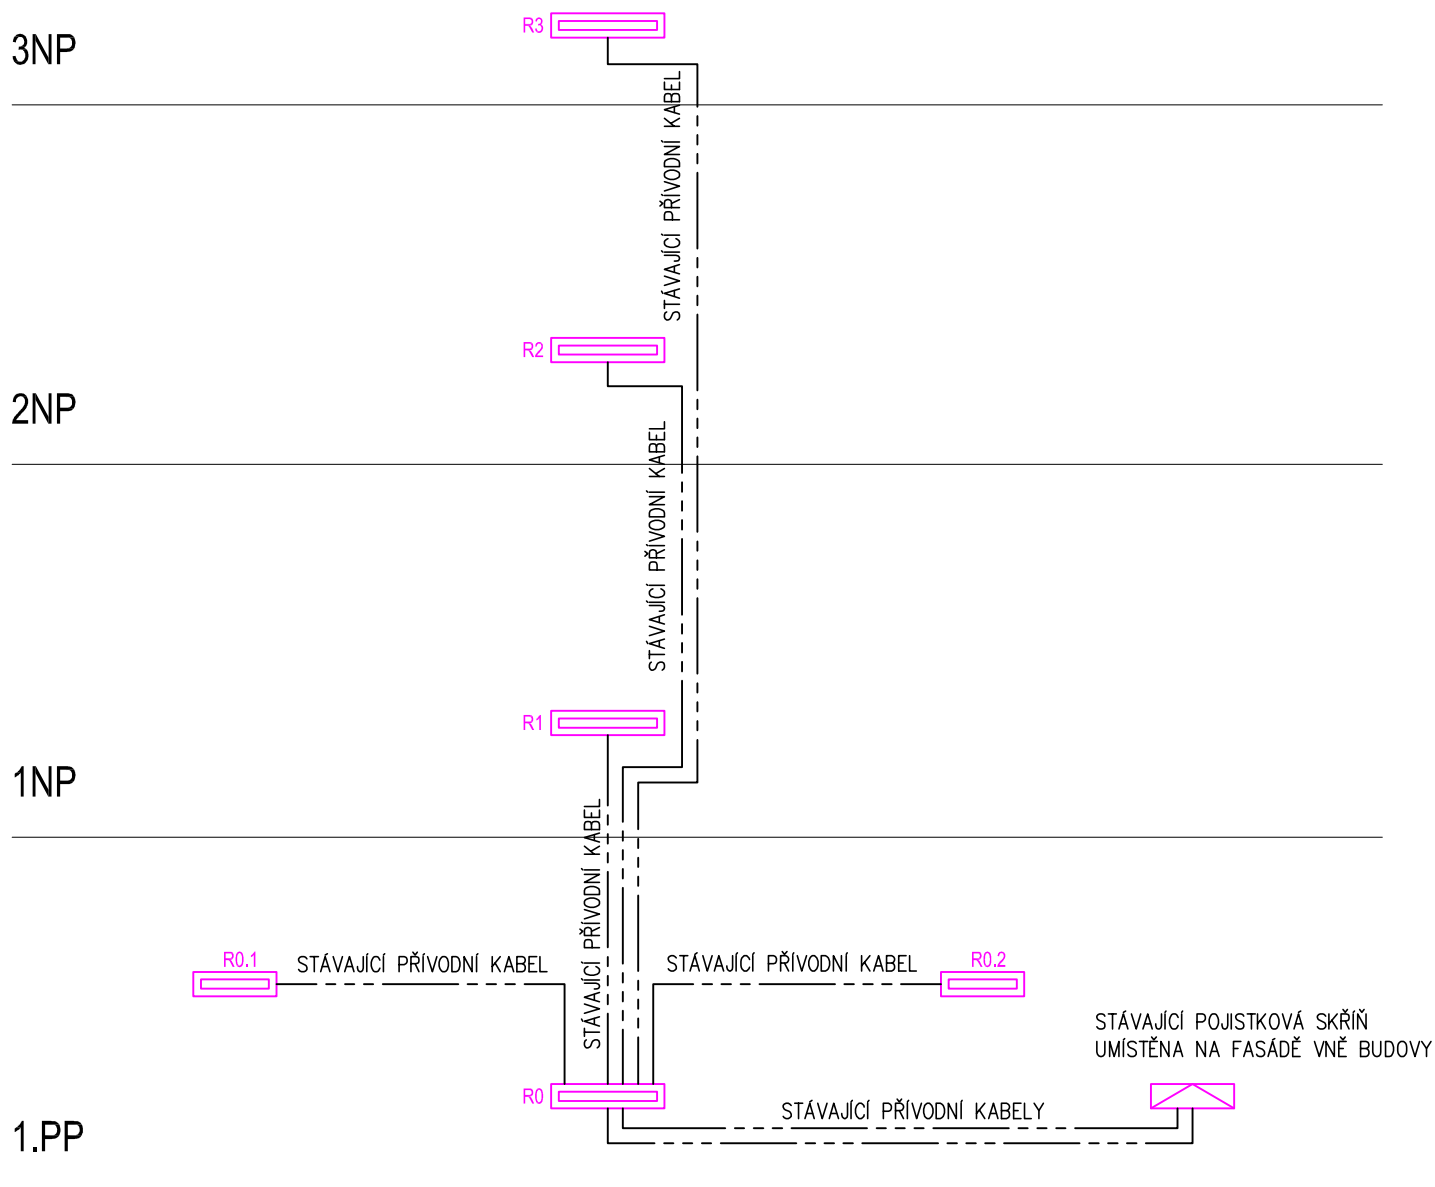 R3
3NP
STÁVAJÍCÍ PŘÍVODNÍ KABEL
R2
2NP
STÁVAJÍCÍ PŘÍVODNÍ KABEL
R1
1NP
STÁVAJÍCÍ PŘÍVODNÍ KABEL
R0.1
STÁVAJÍCÍ PŘÍVODNÍ KABEL
STÁVAJÍCÍ PŘÍVODNÍ KABEL
R0.2
STÁVAJÍCÍ POJISTKOVÁ SKŘÍŇ
UMÍSTĚNA NA FASÁDĚ VNĚ BUDOVY
R0
STÁVAJÍCÍ PŘÍVODNÍ KABELY
1.PP